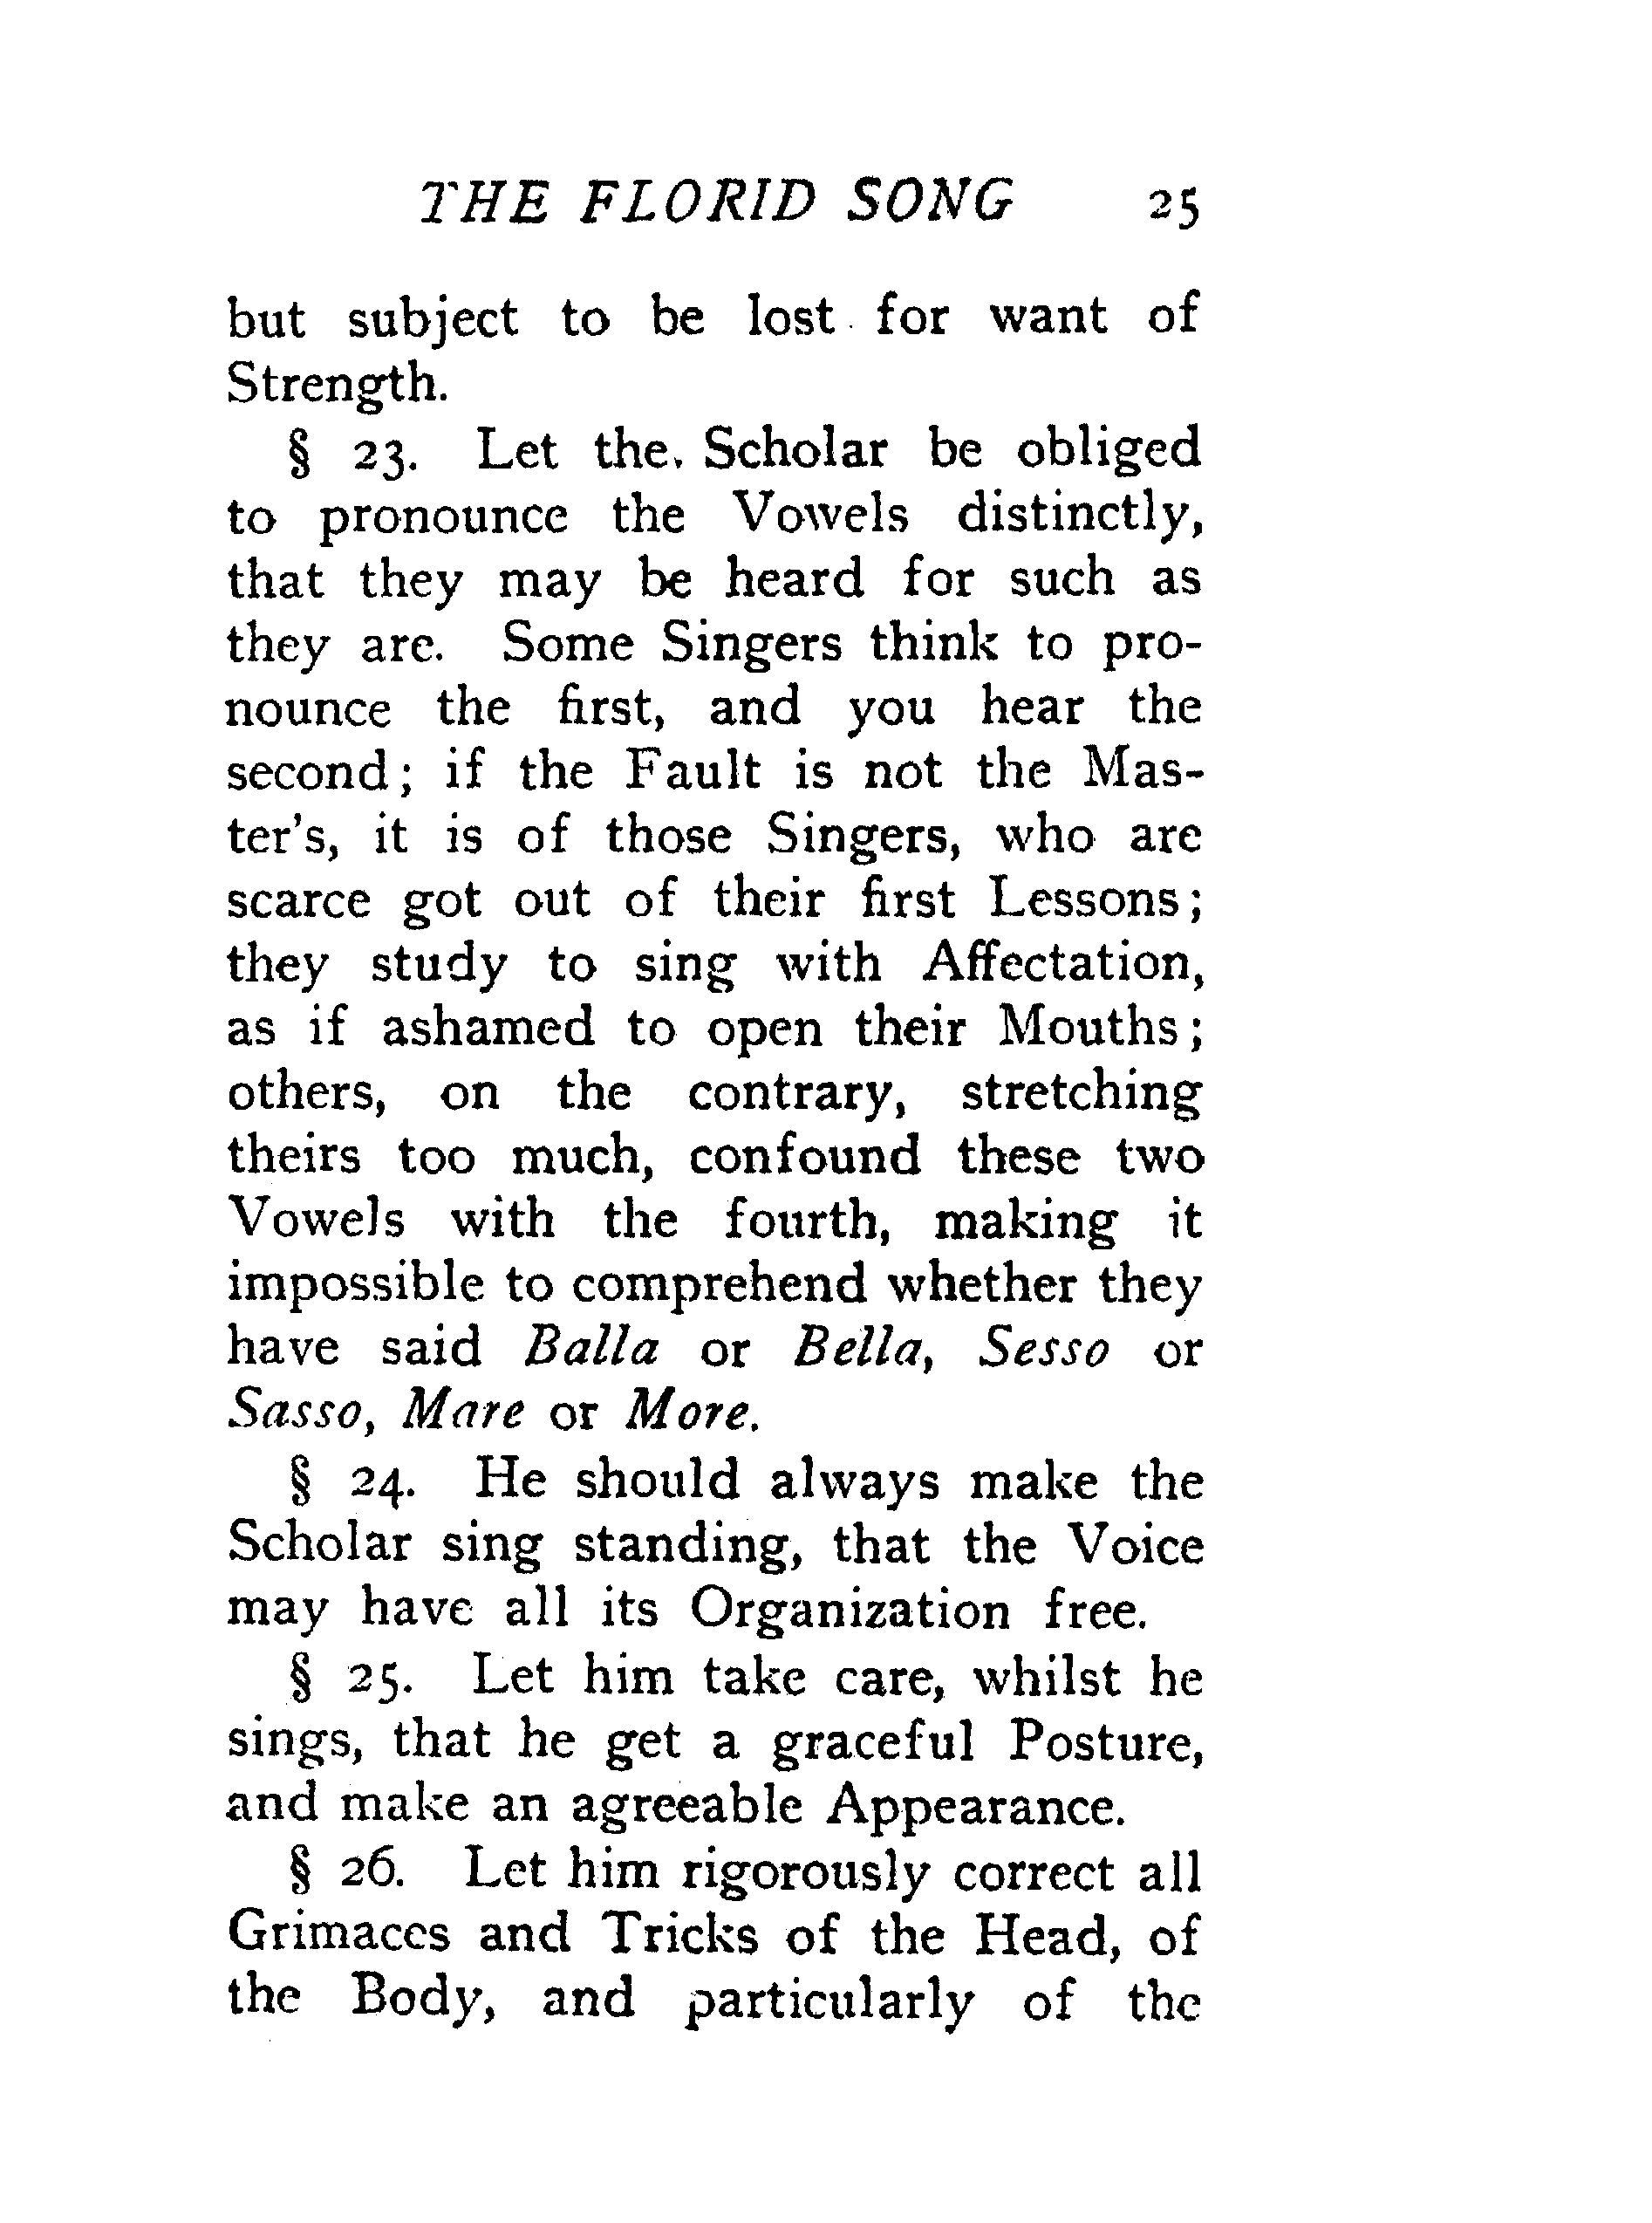 THE FLORID SONG 25
but subject to be lost for want of
Strength.
§ 23. Let the Scholar be obliged
to pronounce the Vowels distinctly,
that they may be heard for such as
they are. Some Singers think to pro-
nounce the first, and you hear the
second; if the Fault is not the Mas-
ter's, it is of those Singers, who are
scarce got out of their first Lessons;
they study to sing with Affectation,
as if ashamed to open their Mouths;
others, on the contrary, stretching
theirs too much, confound these two
Vowels with the fourth, making it
impossible to comprehend whether they
have said Balla or Bella, Sesso or
Sasso, Mare or More.
§ 24. He should always make the
Scholar sing standing, that the Voice
may have all its Organization free.
§ 25. Let him take care, whilst he
sings, that he get a graceful Posture,
and make an agreeable Appearance.
§ 26. Let him rigorously correct all
Grimaces and Tricks of the Head, of
the Body, and particularly of the